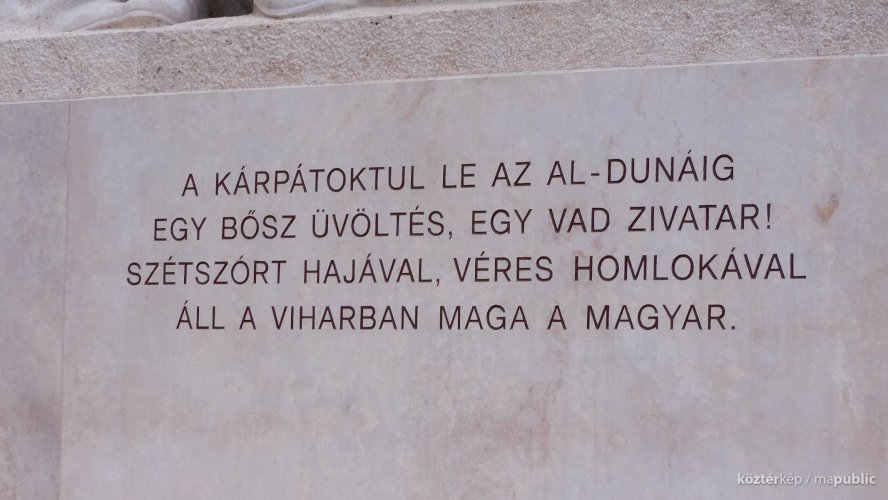 A KÁRPÁTOKTUL LE AZ AL-DUNÁIG
EGY BŐSZ ÜVÖLTÉS, EGY VAD ZIVATAR!
SZÉTSZÓRT HAJÁVAL, VÉRES HOMLOKÁVAL
ÁLL A VIHARBAN MAGA A MAGYAR.
köztérkép / mapublic